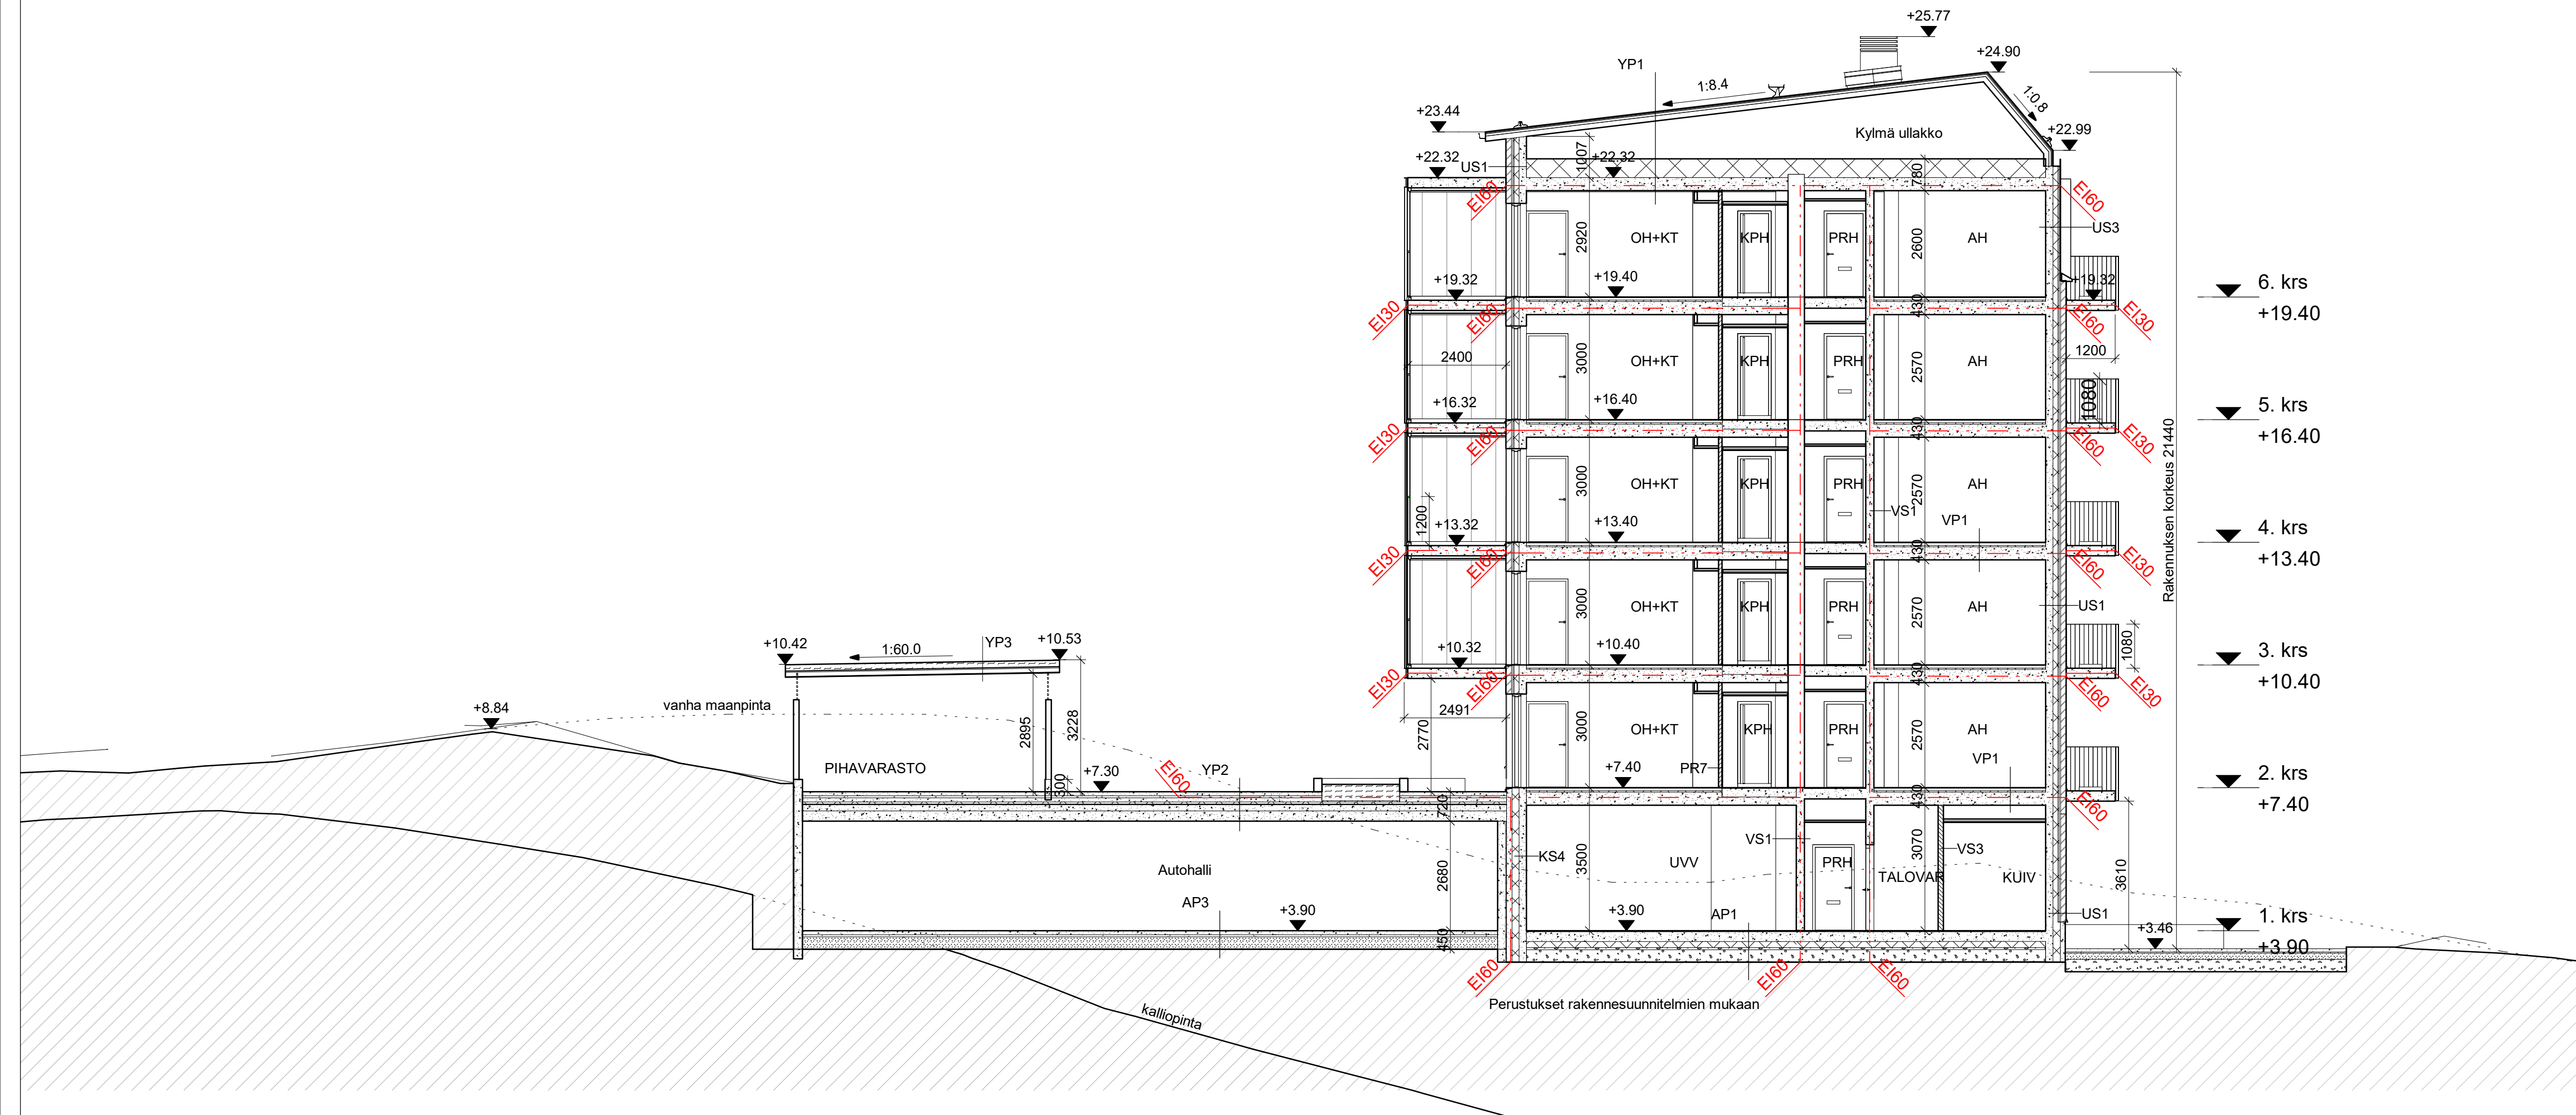 +25.77
+24.90
YP1
1:8.4
1:0.8
+23.44
Kylmä ullakko
+22.99
+22.32
US1
1007
+22.32
780
EI60
EI60
US3
2920
OH+KT
KPH
PRH
2600
AH
+19.32
+19.40
+19.32
6. krs
+19.40
430
EI30
EI60
EI60
EI30
2400
3000
OH+KT
KPH
PRH
2570
AH
1200
1080
+16.32
+16.40
5. krs
+16.40
430
EI30
EI60
EI60
EI30
Rakennuksen korkeus 21440
3000
OH+KT
KPH
PRH
2570
AH
1200
VS1
VP1
+13.32
+13.40
4. krs
+13.40
430
EI30
EI60
EI60
EI30
3000
OH+KT
KPH
PRH
2570
AH
US1
1080
+10.42
1:60.0
YP3
+10.53
+10.32
+10.40
3. krs
+10.40
430
EI30
EI60
EI60
EI30
+8.84
vanha maanpinta
2895
3228
2491
2770
3000
OH+KT
KPH
PRH
2570
AH
VP1
PIHAVARASTO
300
+7.30
EI60
YP2
+7.40
PR7
2. krs
+7.40
720
430
EI60
Autohalli
2680
KS4
3500
UVV
VS1
PRH
3070
TALOVAR
VS3
KUIV
3610
AP3
+3.90
+3.90
AP1
US1
1. krs
+3.90
+3.46
450
EI60
EI60
EI60
Perustukset rakennesuunnitelmien mukaan
kalliopinta